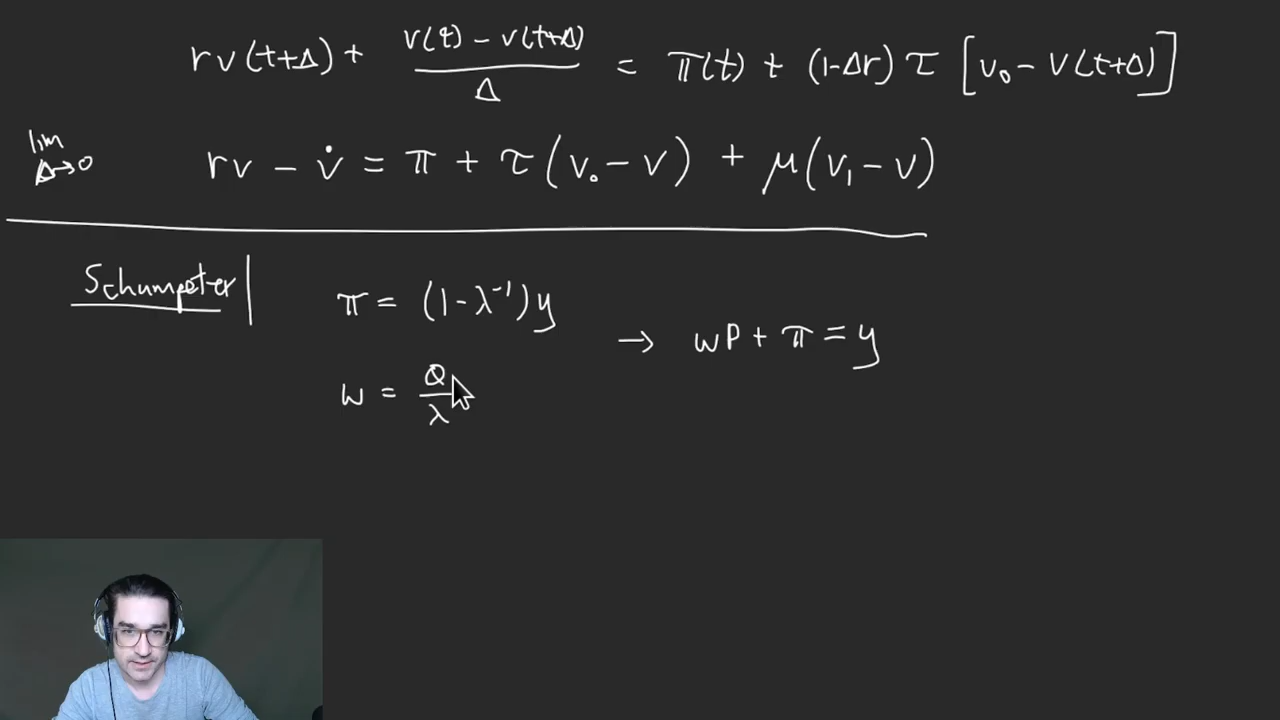 rv(t+Δ) + (v(t) − v(t+Δ))/Δ = π(t) + (1-Δr) τ [v₀ − v(t+Δ)]
lim Δ→0 rv − v̇ = π + τ(v₀ − v) + μ(v₁ − v)
Schumpeter π = (1-λ⁻¹)y
→ wP + π = y
w = Q/λ